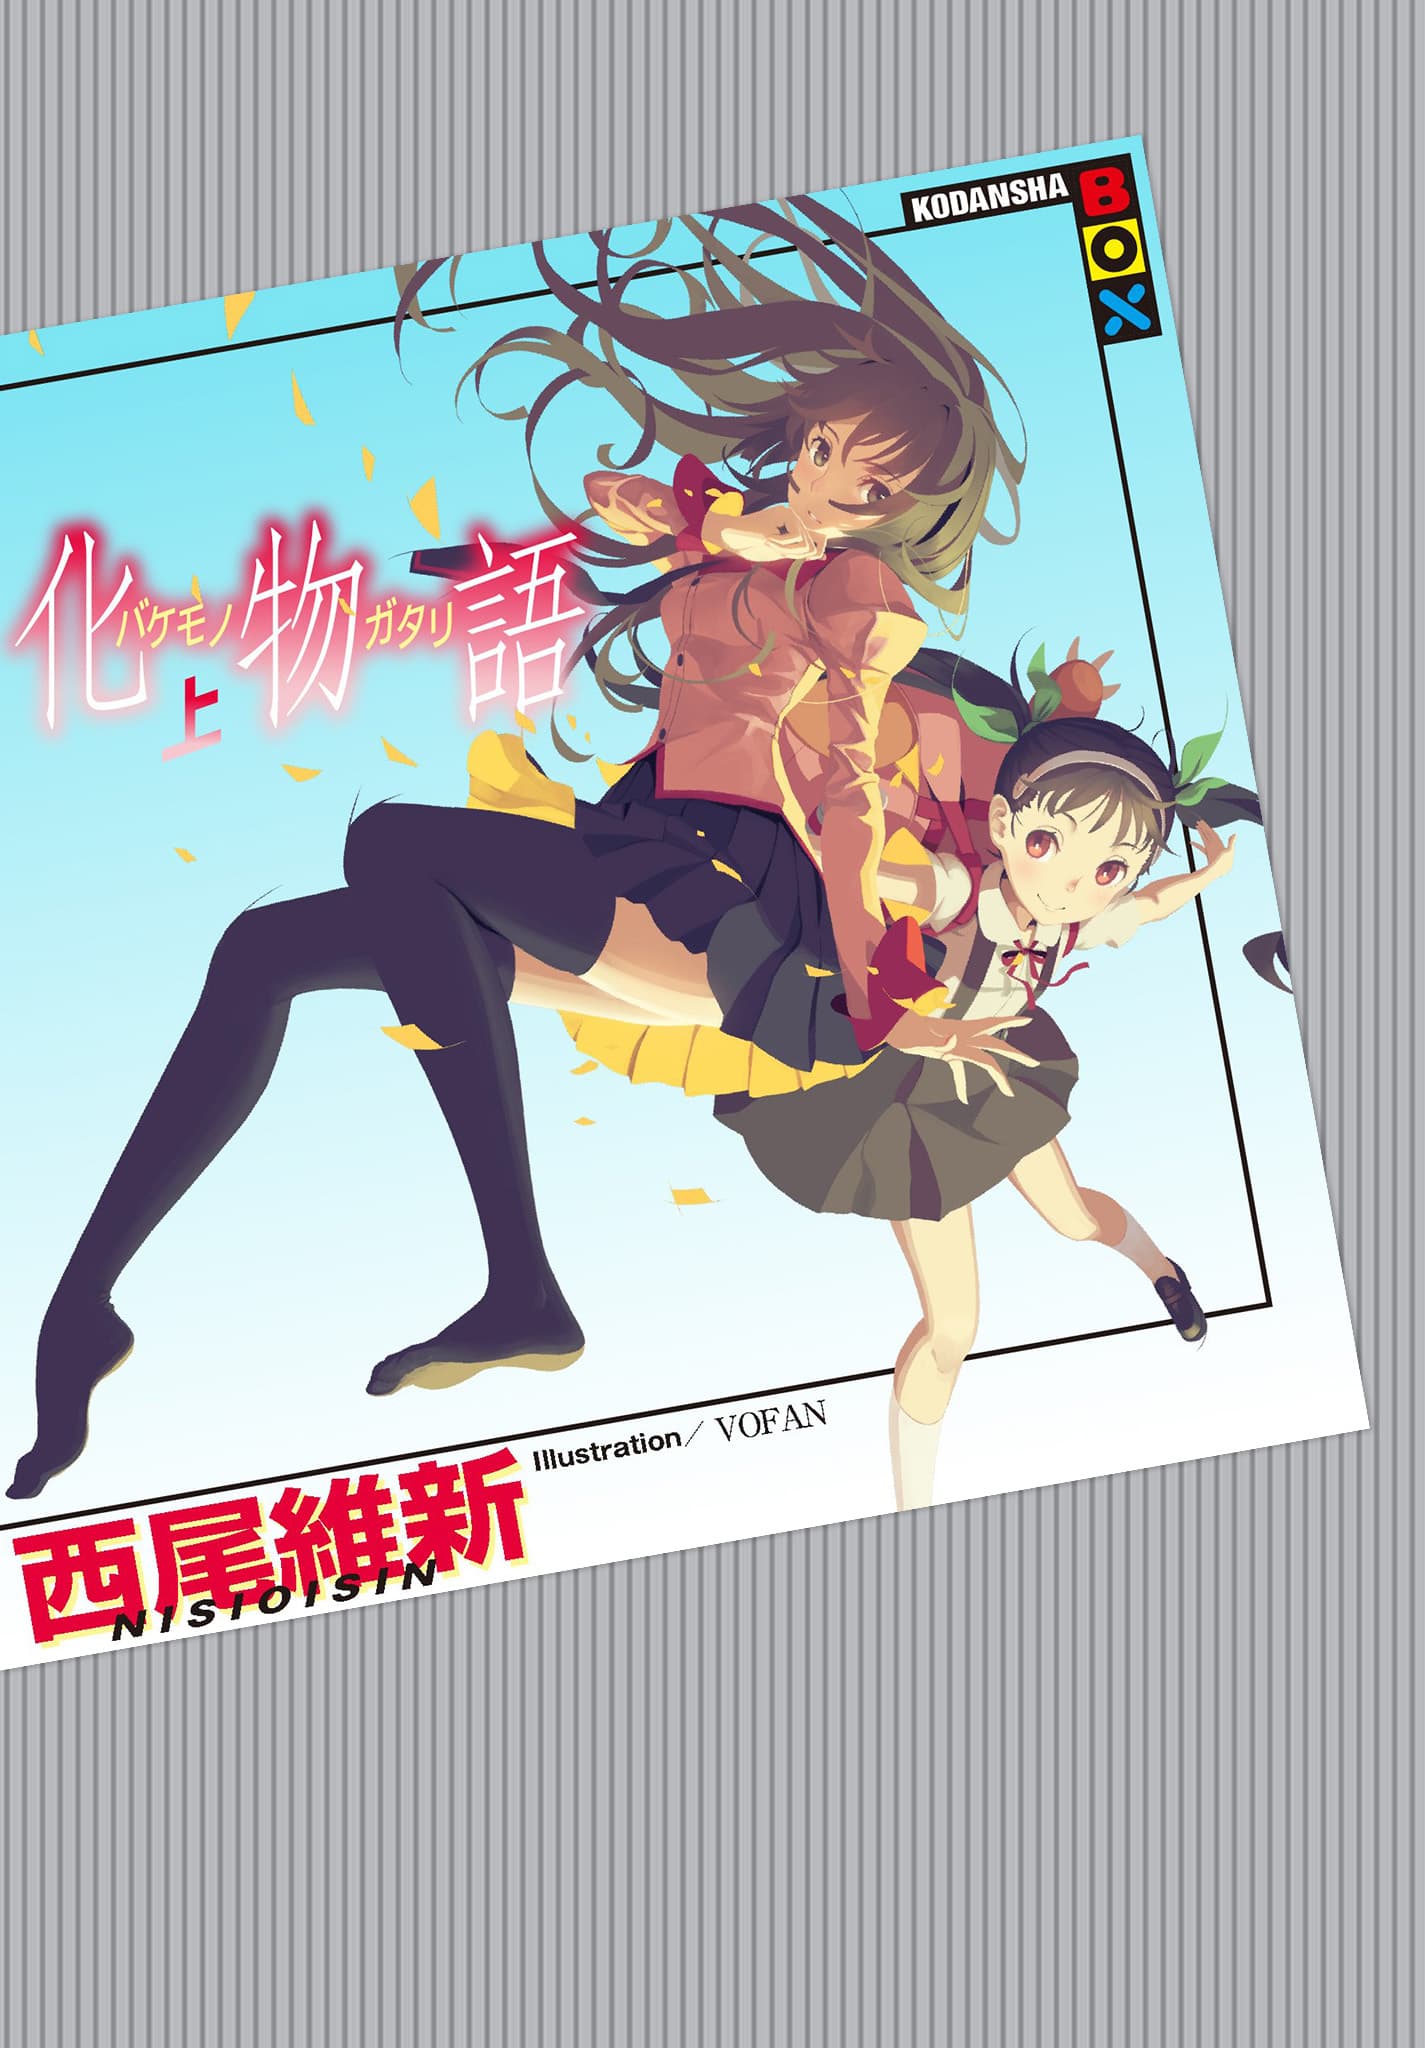 KODANSHA
BOX
化物語
バケモノガタリ
上
Illustration／VOFAN
西尾維新
NISIOISIN